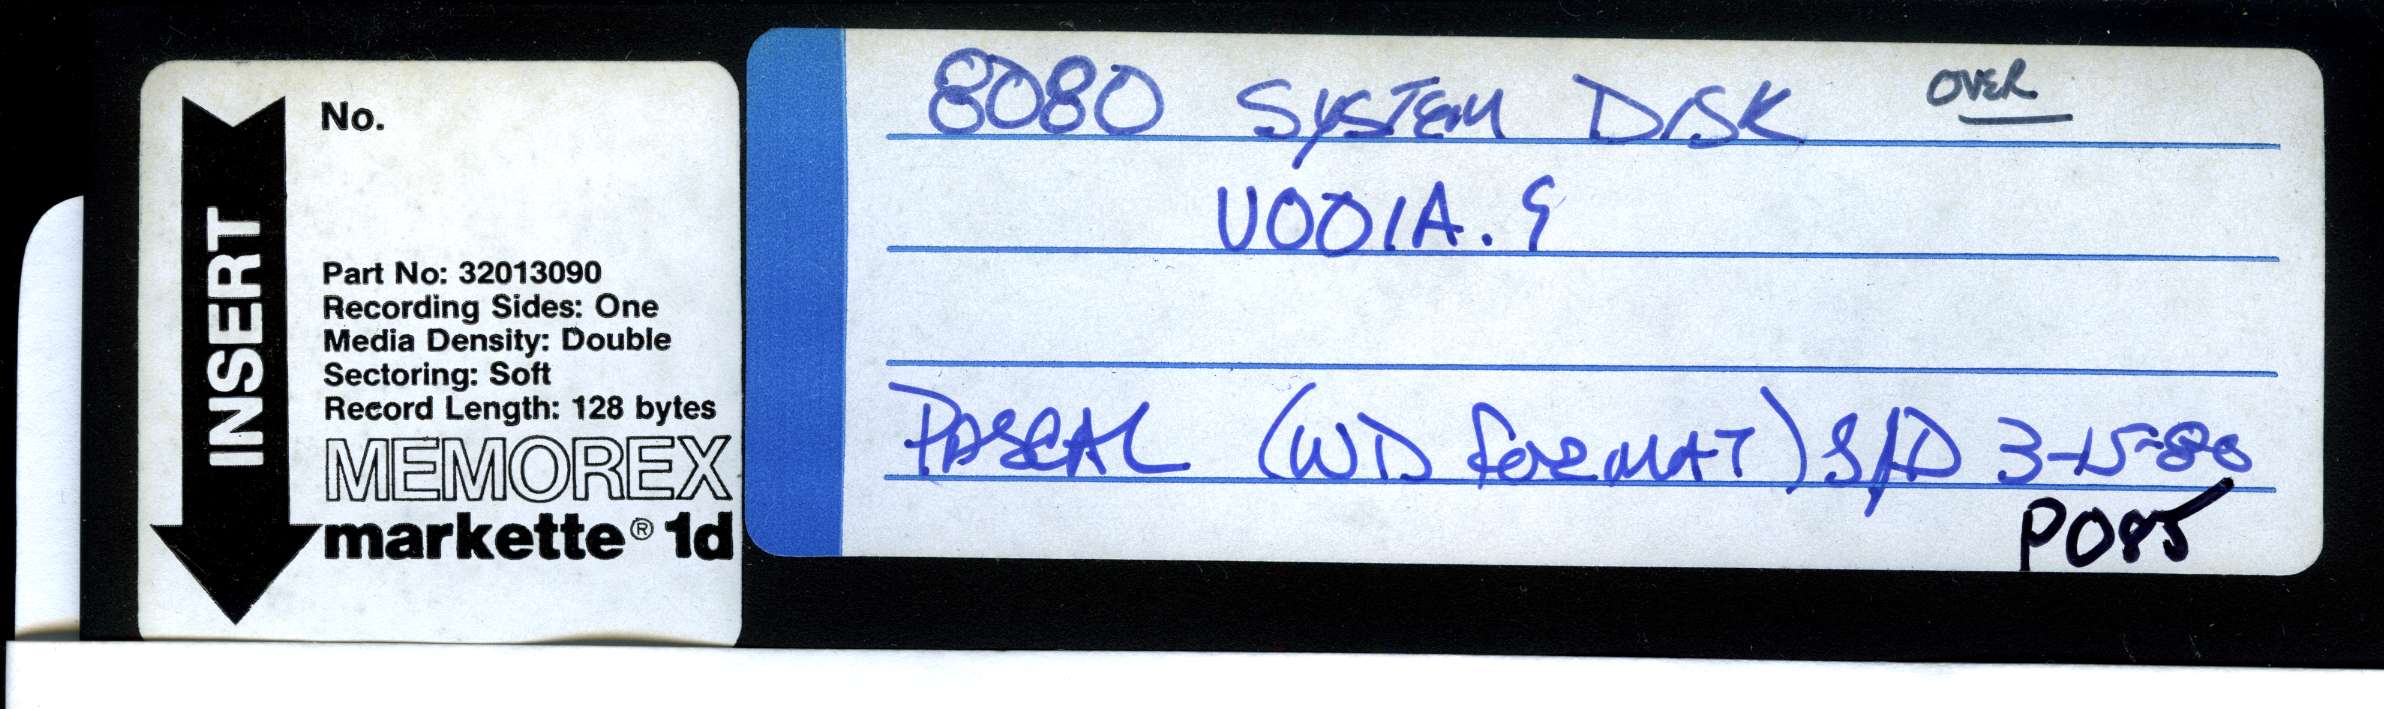 No.
INSERT
Part No: 32013090
Recording Sides: One
Media Density: Double
Sectoring: Soft
Record Length: 128 bytes
MEMOREX
markette® 1d
8080 SYSTEM DISK OVER
U001A.9
PASCAL (WD FORMAT) S/D 3-15-80
P085